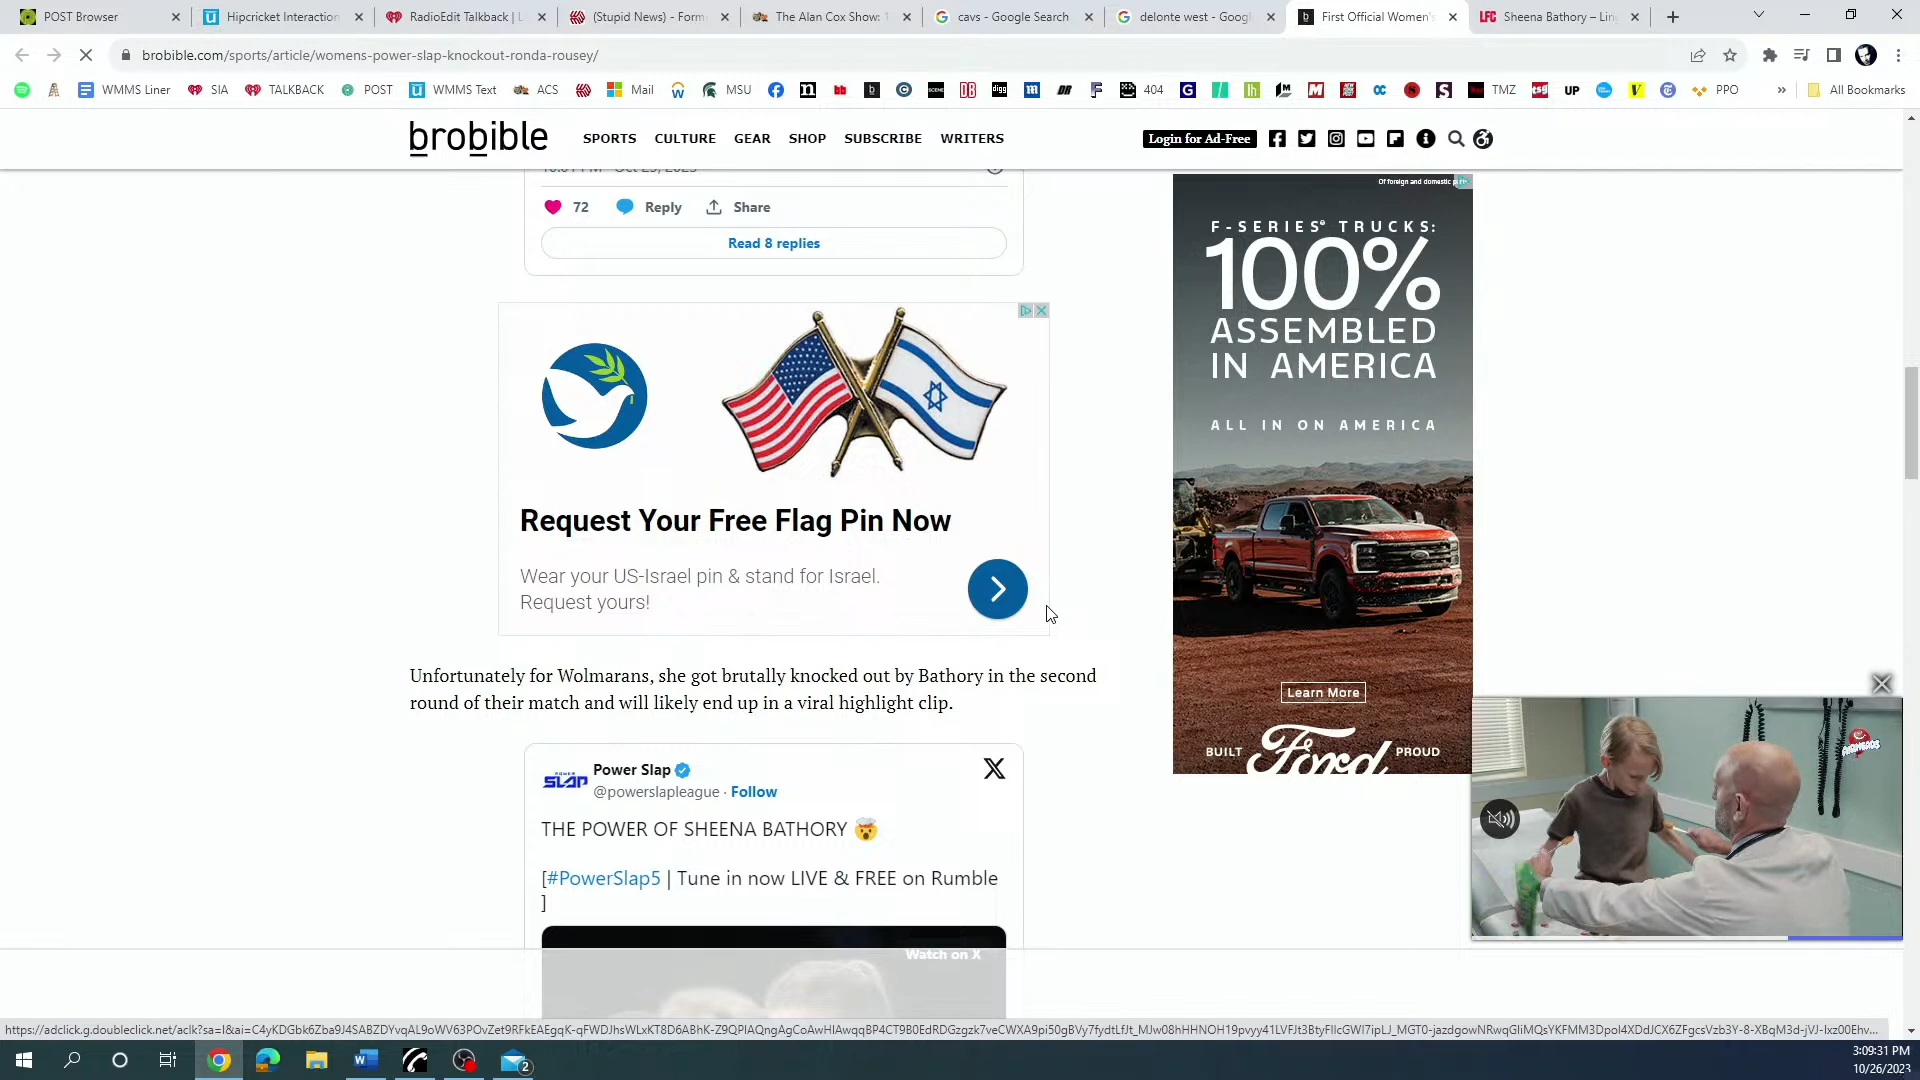 POST Browser
Hipcricket Interaction
RadioEdit Talkback | L
(Stupid News) - Form
The Alan Cox Show: 1
cavs - Google Search
delonte west - Googl
First Official Women's
Sheena Bathory – Lin
brobible.com/sports/article/womens-power-slap-knockout-ronda-rousey/
WMMS Liner
SIA
TALKBACK
POST
WMMS Text
ACS
Mail
MSU
404
TMZ
UP
PPO
All Bookmarks
brobible
SPORTS
CULTURE
GEAR
SHOP
SUBSCRIBE
WRITERS
Login for Ad-Free
72
Reply
Share
Read 8 replies
Request Your Free Flag Pin Now
Wear your US-Israel pin & stand for Israel.
Request yours!
Unfortunately for Wolmarans, she got brutally knocked out by Bathory in the second
round of their match and will likely end up in a viral highlight clip.
POWER SLAP
Power Slap
@powerslapleague · Follow
THE POWER OF SHEENA BATHORY 🤯
[#PowerSlap5 | Tune in now LIVE & FREE on Rumble
]
Watch on X
F-SERIES® TRUCKS:
100%
ASSEMBLED
IN AMERICA
ALL IN ON AMERICA
Learn More
BUILT Ford PROUD
AIRHEADS
3:09:31 PM
10/26/2023